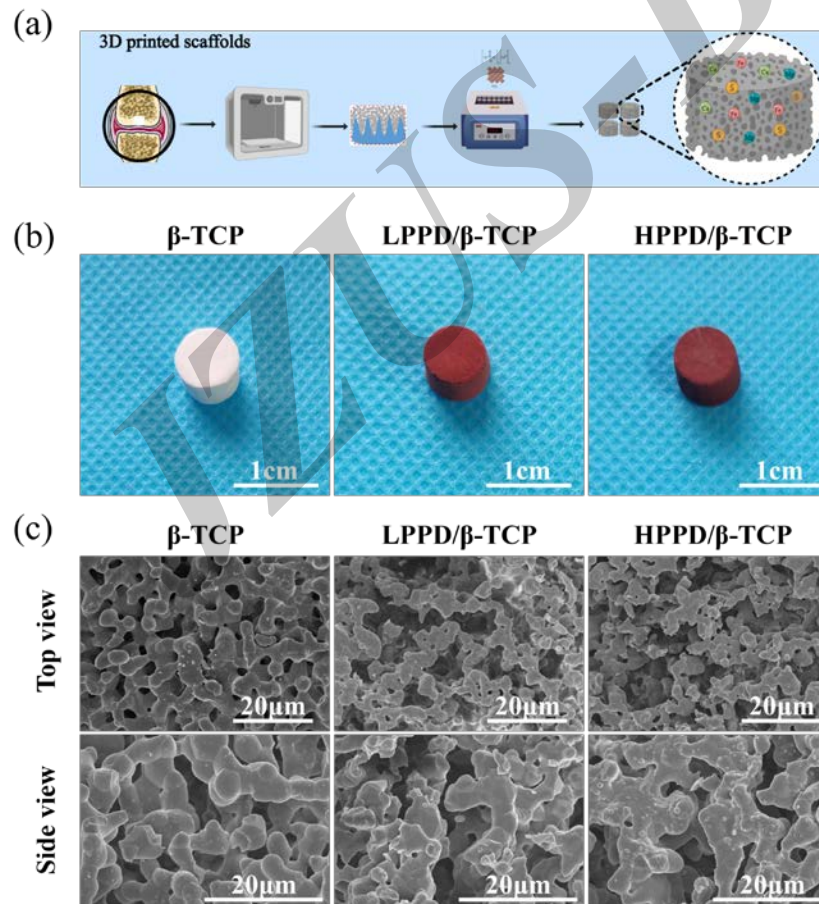 (a)
3D printed scaffolds
(b)
β-TCP LPPD/β-TCP HPPD/β-TCP
1cm 1cm 1cm
(c)
β-TCP LPPD/β-TCP HPPD/β-TCP
Top view
20μm 20μm 20μm
Side view
20μm 20μm 20μm